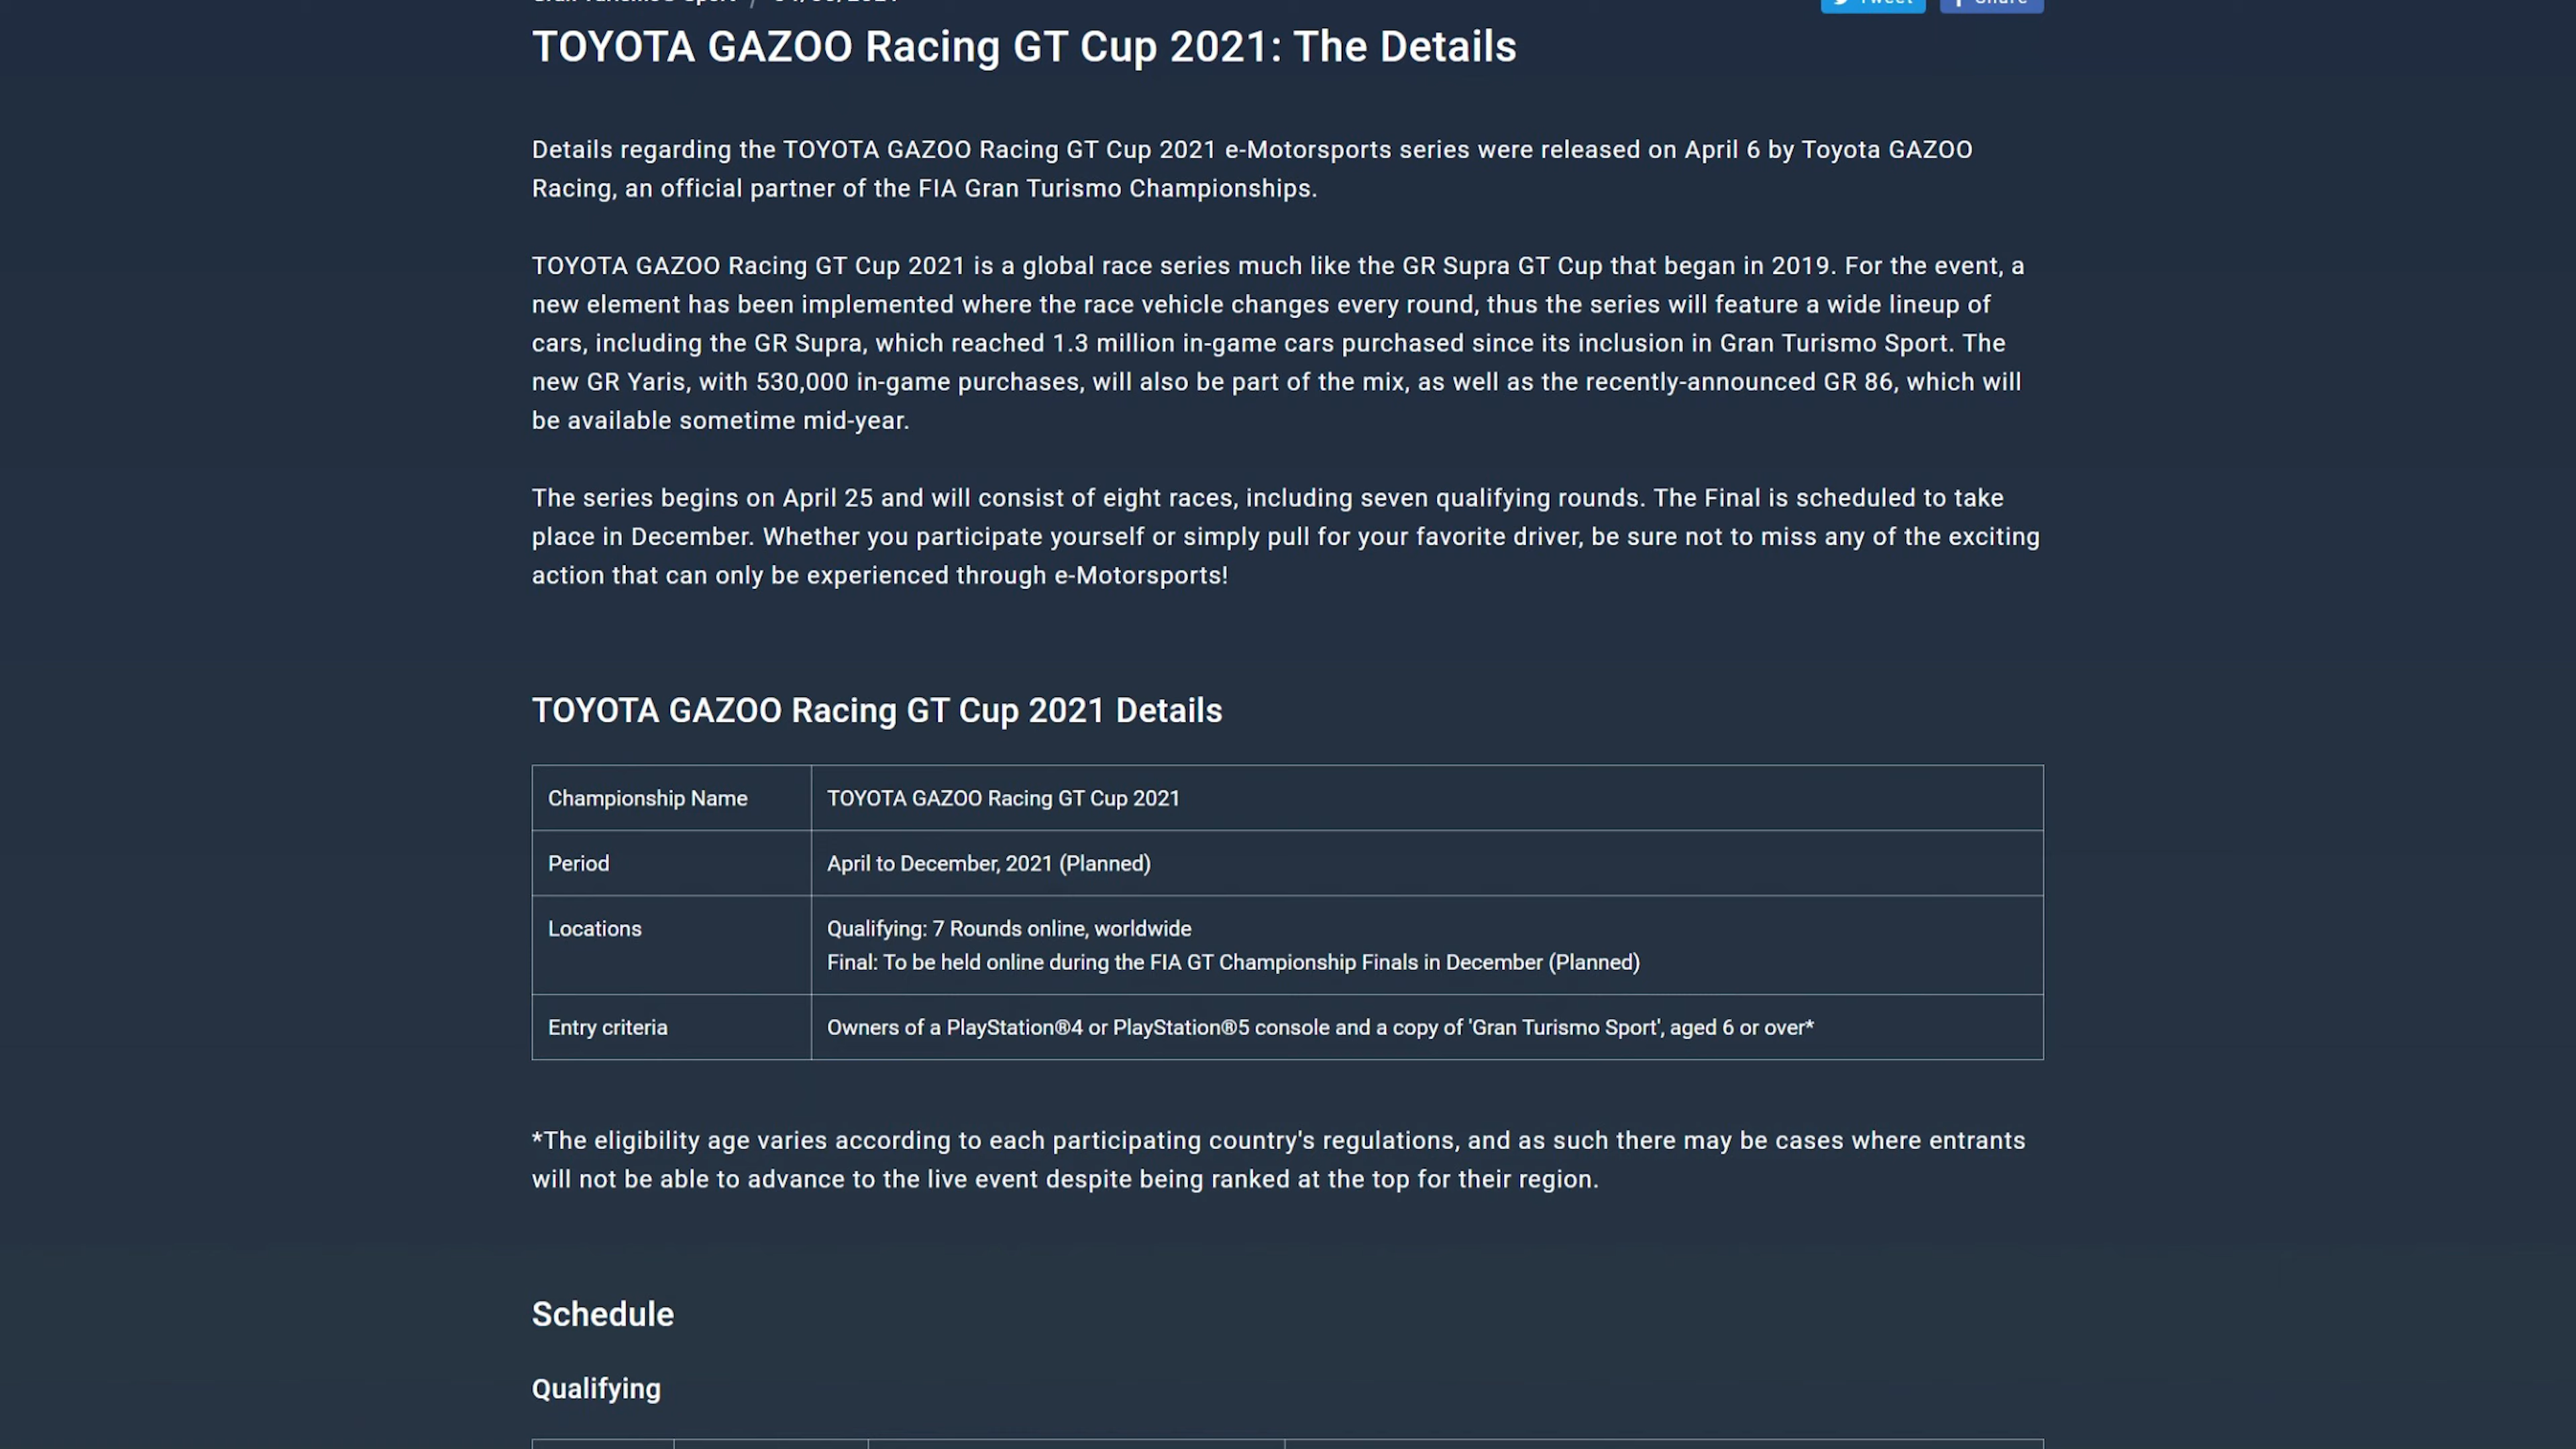 TOYOTA GAZOO Racing GT Cup 2021: The Details
Details regarding the TOYOTA GAZOO Racing GT Cup 2021 e-Motorsports series were released on April 6 by Toyota GAZOO
Racing, an official partner of the FIA Gran Turismo Championships.
TOYOTA GAZOO Racing GT Cup 2021 is a global race series much like the GR Supra GT Cup that began in 2019. For the event, a
new element has been implemented where the race vehicle changes every round, thus the series will feature a wide lineup of
cars, including the GR Supra, which reached 1.3 million in-game cars purchased since its inclusion in Gran Turismo Sport. The
new GR Yaris, with 530,000 in-game purchases, will also be part of the mix, as well as the recently-announced GR 86, which will
be available sometime mid-year.
The series begins on April 25 and will consist of eight races, including seven qualifying rounds. The Final is scheduled to take
place in December. Whether you participate yourself or simply pull for your favorite driver, be sure not to miss any of the exciting
action that can only be experienced through e-Motorsports!
TOYOTA GAZOO Racing GT Cup 2021 Details
Championship Name TOYOTA GAZOO Racing GT Cup 2021
Period April to December, 2021 (Planned)
Locations Qualifying: 7 Rounds online, worldwide
Final: To be held online during the FIA GT Championship Finals in December (Planned)
Entry criteria Owners of a PlayStation®4 or PlayStation®5 console and a copy of 'Gran Turismo Sport', aged 6 or over*
*The eligibility age varies according to each participating country's regulations, and as such there may be cases where entrants
will not be able to advance to the live event despite being ranked at the top for their region.
Schedule
Qualifying